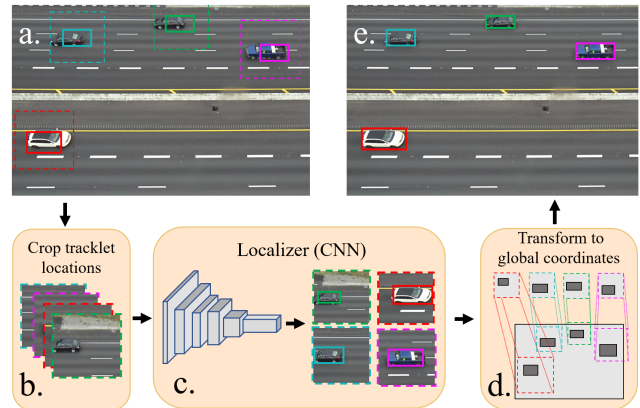 a.
e.
Crop tracklet
locations
b.
Localizer (CNN)
c.
Transform to
global coordinates
d.